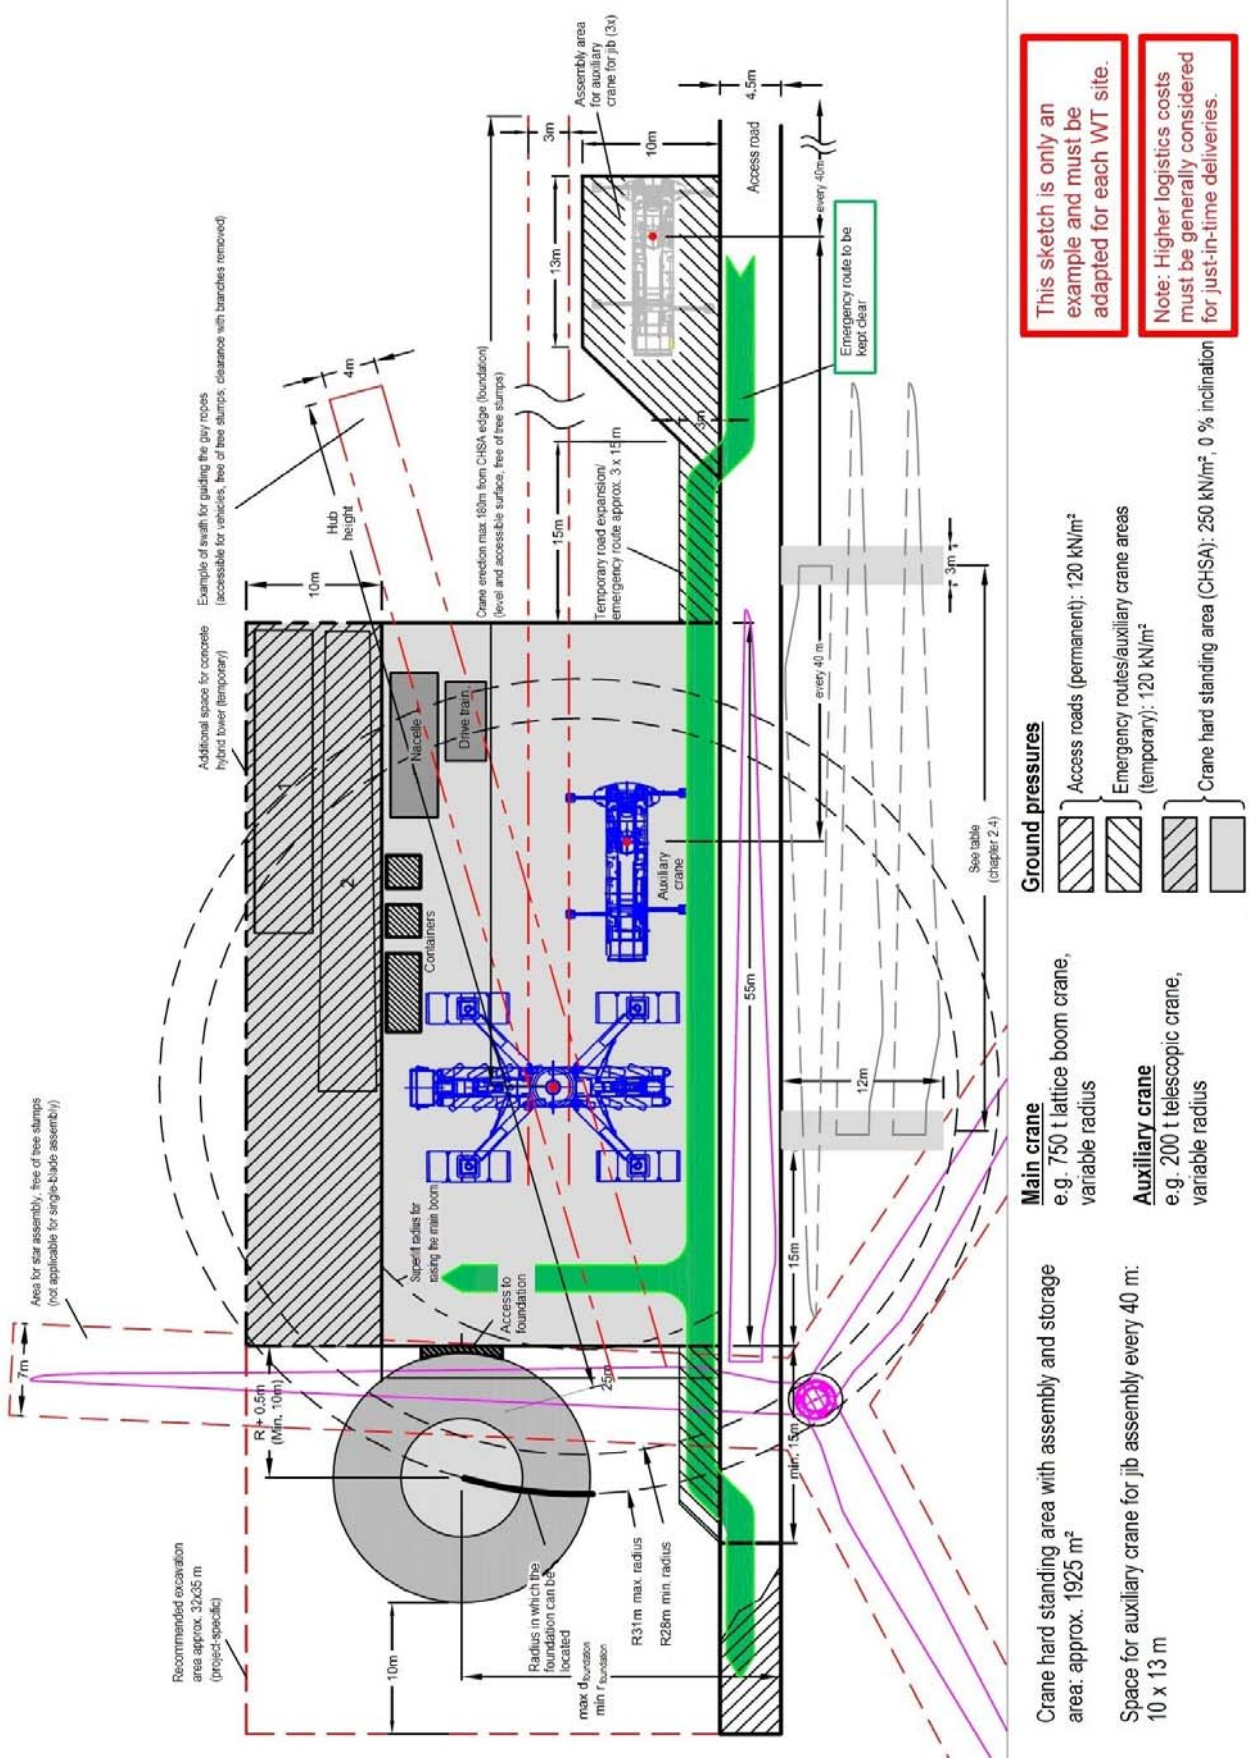 Area for star assembly, free of tree stumps
(not applicable for single-blade assembly)
7m
Recommended excavation
area approx. 32x35 m
(project-specific)
Additional space for concrete
hybrid tower (temporary)
Example of swath for guiding the guy ropes
(accessible for vehicles, free of tree stumps, clearance with branches removed)
4m
10m
Hub
height
1
2
Nacelle
Drive train
Containers
Crane erection max 180m from CHSA edge (foundation)
(level and accessible surface, free of tree stumps)
3m
13m
Assembly area
for auxiliary
crane for jib (3x)
10m
15m
Temporary road expansion/
emergency route approx. 3 x 15 m
3m
4.5m
Access road
every 40m
Emergency route to be
kept clear
R + 0.5m
(Min. 10m)
Superlift radius for
raising the main boom
Access to
foundation
25m
Auxiliary
crane
10m
Radius in which the
foundation can be
located
max dfoundation
min rfoundation
R31m max. radius
R28m min. radius
min. 15m
15m
55m
every 40 m
12m
3m
See table
(chapter 2.4)
Crane hard standing area with assembly and storage
area: approx. 1925 m²
Space for auxiliary crane for jib assembly every 40 m:
10 x 13 m
Main crane
e.g. 750 t lattice boom crane,
variable radius
Auxiliary crane
e.g. 200 t telescopic crane,
variable radius
Ground pressures
Access roads (permanent): 120 kN/m²
Emergency routes/auxiliary crane areas
(temporary): 120 kN/m²
Crane hard standing area (CHSA): 250 kN/m², 0 % inclination
This sketch is only an
example and must be
adapted for each WT site.
Note: Higher logistics costs
must be generally considered
for just-in-time deliveries.